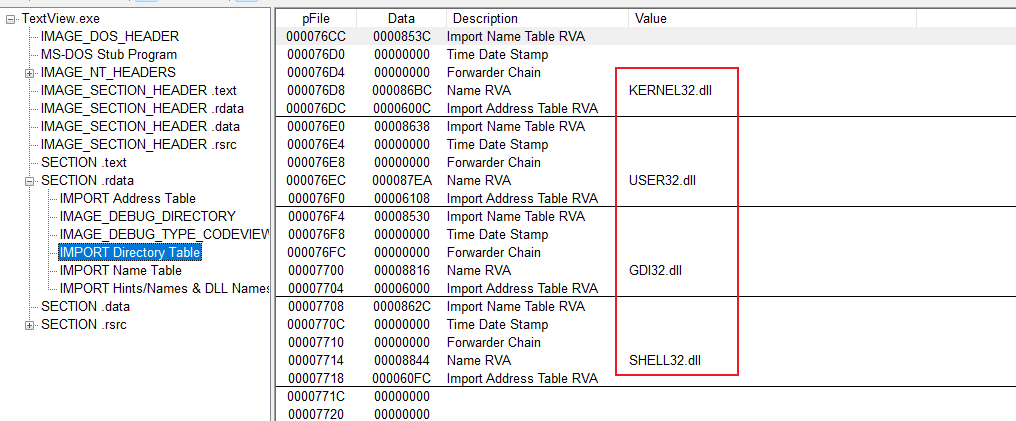 TextView.exe
IMAGE_DOS_HEADER
MS-DOS Stub Program
IMAGE_NT_HEADERS
IMAGE_SECTION_HEADER .text
IMAGE_SECTION_HEADER .rdata
IMAGE_SECTION_HEADER .data
IMAGE_SECTION_HEADER .rsrc
SECTION .text
SECTION .rdata
IMPORT Address Table
IMAGE_DEBUG_DIRECTORY
IMAGE_DEBUG_TYPE_CODEVIEW
IMPORT Directory Table
IMPORT Name Table
IMPORT Hints/Names & DLL Names
SECTION .data
SECTION .rsrc
pFile Data Description Value
000076CC 0000853C Import Name Table RVA
000076D0 00000000 Time Date Stamp
000076D4 00000000 Forwarder Chain
000076D8 000086BC Name RVA KERNEL32.dll
000076DC 0000600C Import Address Table RVA
000076E0 00008638 Import Name Table RVA
000076E4 00000000 Time Date Stamp
000076E8 00000000 Forwarder Chain
000076EC 000087EA Name RVA USER32.dll
000076F0 00006108 Import Address Table RVA
000076F4 00008530 Import Name Table RVA
000076F8 00000000 Time Date Stamp
000076FC 00000000 Forwarder Chain
00007700 00008816 Name RVA GDI32.dll
00007704 00006000 Import Address Table RVA
00007708 0000862C Import Name Table RVA
0000770C 00000000 Time Date Stamp
00007710 00000000 Forwarder Chain
00007714 00008844 Name RVA SHELL32.dll
00007718 000060FC Import Address Table RVA
0000771C 00000000
00007720 00000000